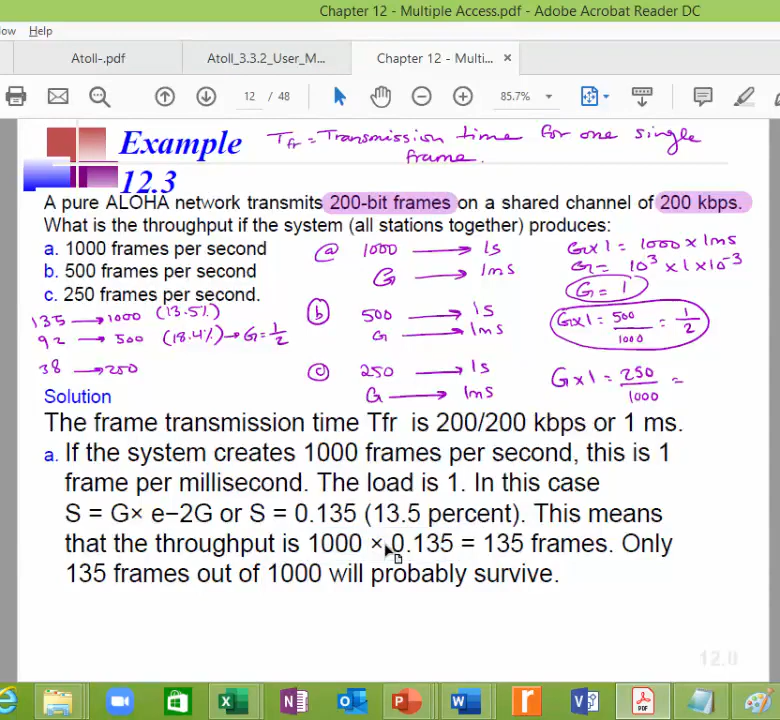 Chapter 12 - Multiple Access.pdf - Adobe Acrobat Reader DC
ow Help
Atoll-.pdf Atoll_3.3.2_User_M... Chapter 12 - Multi... ×
12 / 48 85.7%
Example Tfr = Transmission time for one single
frame.
12.3
A pure ALOHA network transmits 200-bit frames on a shared channel of 200 kbps.
What is the throughput if the system (all stations together) produces:
a. 1000 frames per second
b. 500 frames per second
c. 250 frames per second.
(a) 1000 → 1s
G → 1ms
G×1 = 1000 × 1ms
G = 10³ × 1 × 10⁻³
G = 1
135 → 1000 (13.5%)
92 → 500 (18.4%) → G = 1/2
38 → 250
(b) 500 → 1s
G → 1ms
G×1 = 500/1000 = 1/2
(c) 250 → 1s
G → 1ms
G×1 = 250/1000 =
Solution
The frame transmission time Tfr is 200/200 kbps or 1 ms.
a. If the system creates 1000 frames per second, this is 1
frame per millisecond. The load is 1. In this case
S = G× e−2G or S = 0.135 (13.5 percent). This means
that the throughput is 1000 × 0.135 = 135 frames. Only
135 frames out of 1000 will probably survive.
12.0